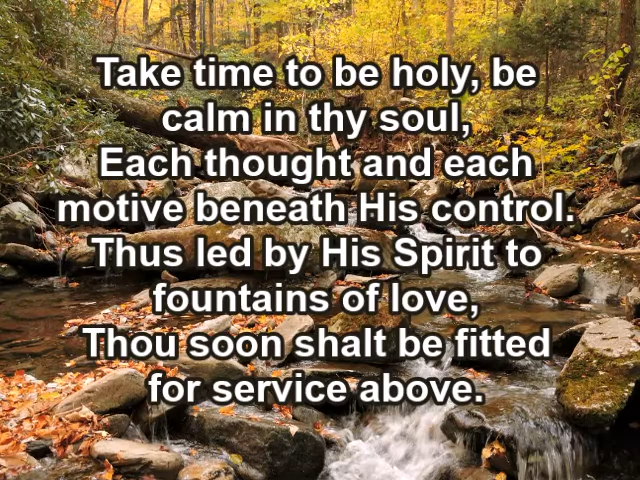 Take time to be holy, be
calm in thy soul,
Each thought and each
motive beneath His control.
Thus led by His Spirit to
fountains of love,
Thou soon shalt be fitted
for service above.